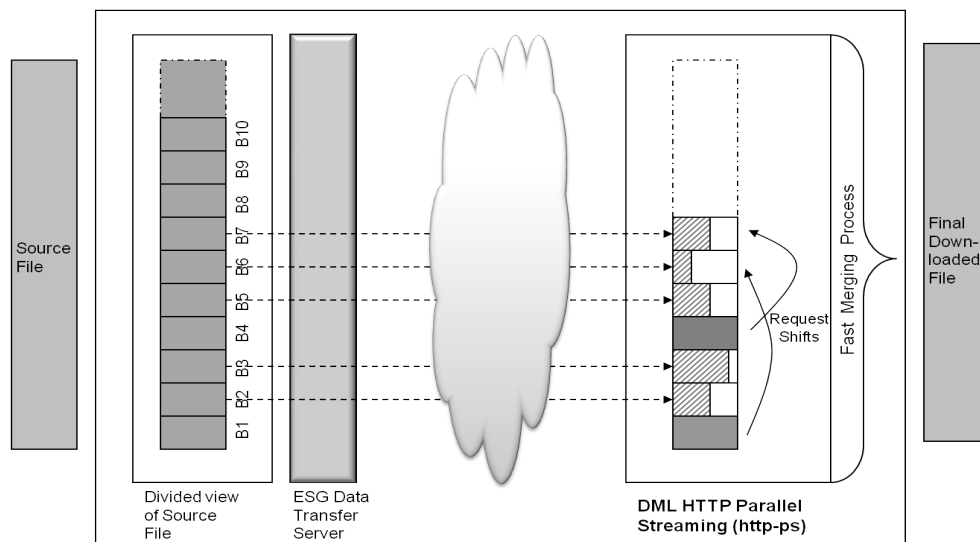 Source
File
B10
B9
B8
B7
B6
B5
B4
B3
B2
B1
Divided view
of Source
File
ESG Data
Transfer
Server
Request
Shifts
DML HTTP Parallel
Streaming (http-ps)
Fast Merging Process
Final
Down-
loaded
File